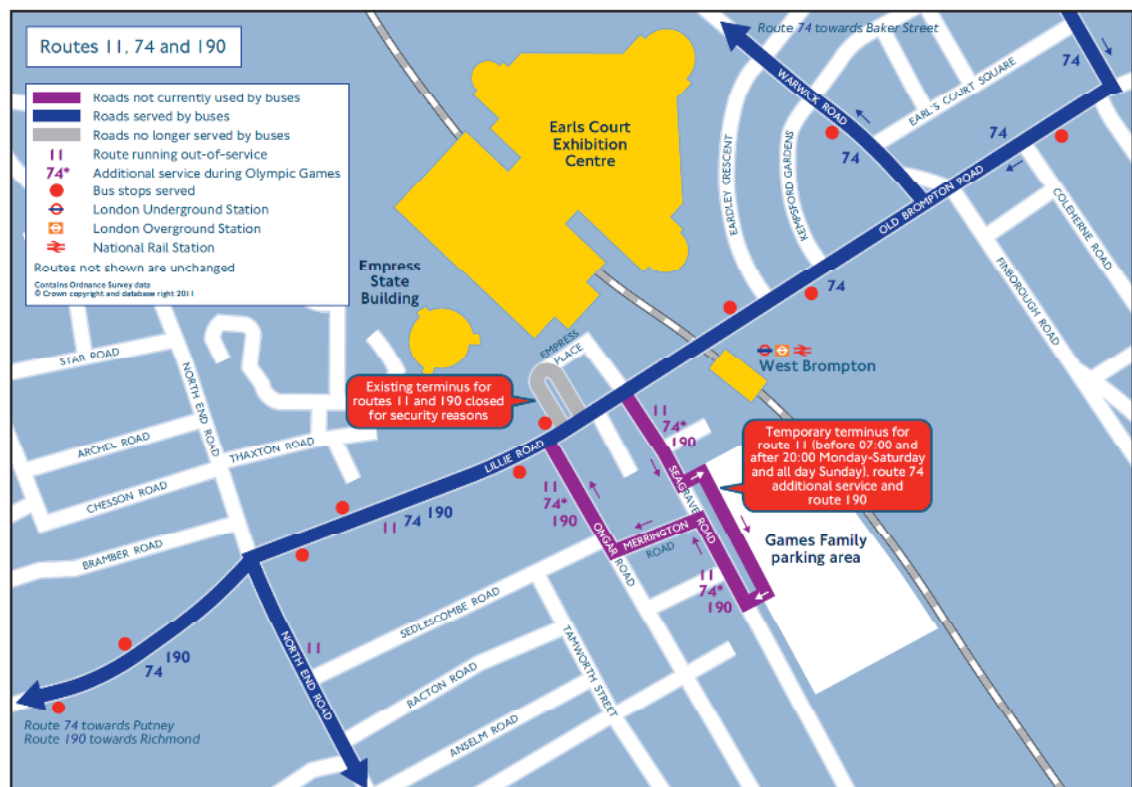 Routes 11, 74 and 190
Roads not currently used by buses
Roads served by buses
Roads no longer served by buses
11 Route running out-of-service
74* Additional service during Olympic Games
Bus stops served
London Underground Station
London Overground Station
National Rail Station
Routes not shown are unchanged
Contains Ordnance Survey data
© Crown copyright and database right 2011
Route 74 towards Baker Street
74
WARWICK ROAD
EARL'S COURT SQUARE
74
74
Earls Court
Exhibition
Centre
EARDLEY CRESCENT
KEMPSFORD GARDENS
OLD BROMPTON ROAD
COLEHERNE ROAD
FINBOROUGH ROAD
74
Empress
State
Building
EMPRESS
PLACE
West Brompton
STAR ROAD
NORTH END ROAD
Existing terminus for
routes 11 and 190 closed
for security reasons
11
74*
190
Temporary terminus for
route 11 (before 07:00 and
after 20:00 Monday-Saturday
and all day Sunday), route 74
additional service and
route 190
ARCHEL ROAD
THAXTON ROAD
LILLIE ROAD
SEAGRAVE
ROAD
CHESSON ROAD
11
74*
190
11 74 190
ONGAR ROAD
MERRINGTON
ROAD
Games Family
parking area
BRAMBER ROAD
11
74*
190
SEDLESCOMBE ROAD
74 190
NORTH END ROAD
11
TAMWORTH STREET
RACTON ROAD
ANSELM ROAD
Route 74 towards Putney
Route 190 towards Richmond